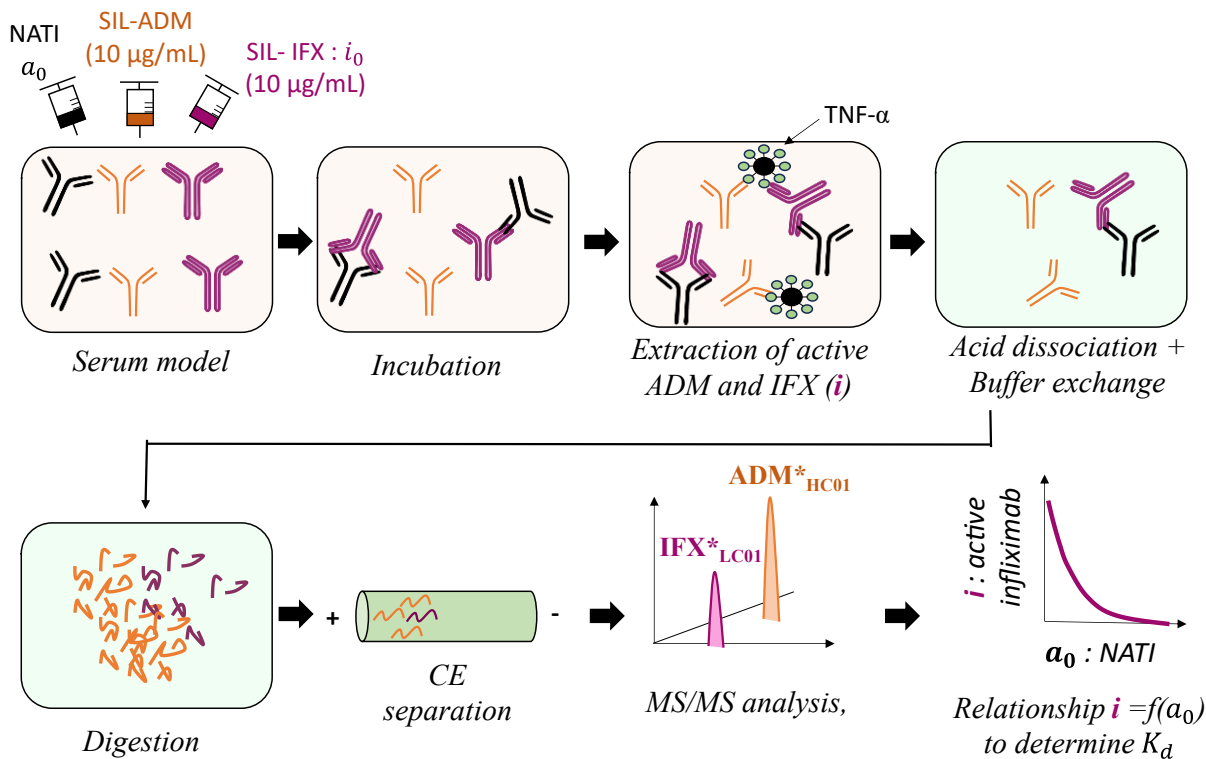 NATI
a₀
SIL-ADM
(10 µg/mL)
SIL- IFX : i₀
(10 µg/mL)
TNF-α
Serum model
Incubation
Extraction of active
ADM and IFX (i)
Acid dissociation +
Buffer exchange
Digestion
+
-
CE
separation
IFX*LC01
ADM*HC01
MS/MS analysis,
i : active
infliximab
a₀ : NATI
Relationship i =f(a₀)
to determine Kd